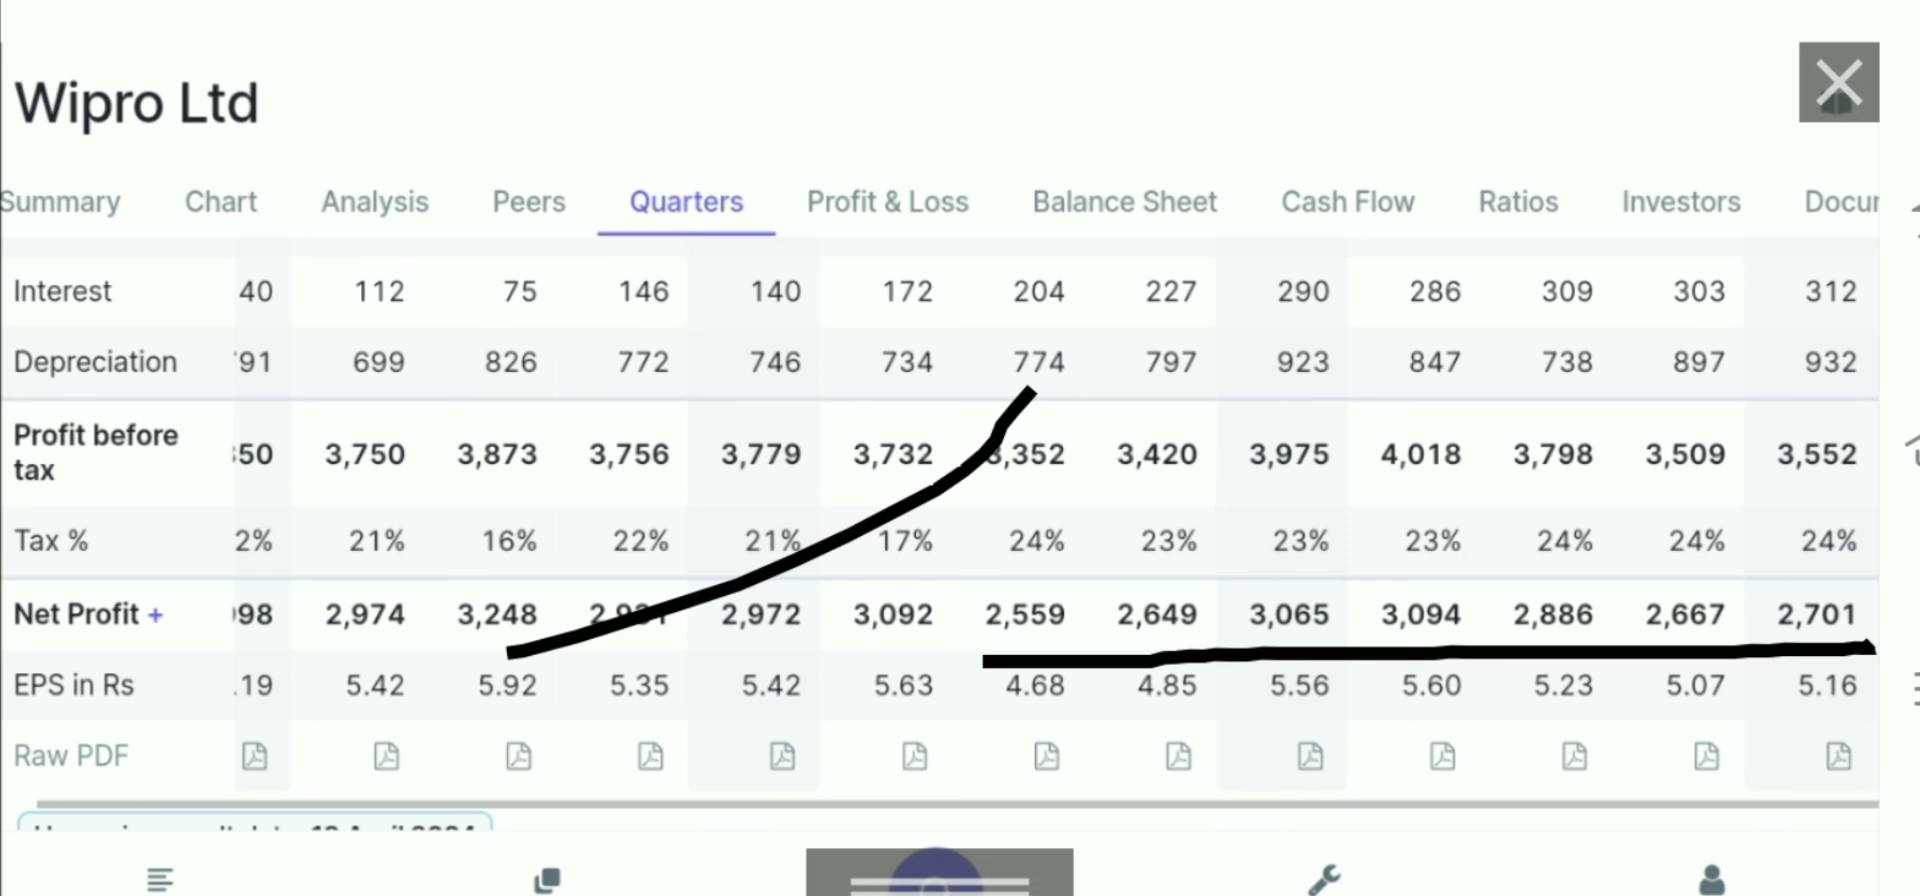 Wipro Ltd
Summary Chart Analysis Peers Quarters Profit & Loss Balance Sheet Cash Flow Ratios Investors Docur
Interest 40 112 75 146 140 172 204 227 290 286 309 303 312
Depreciation 91 699 826 772 746 734 774 797 923 847 738 897 932
Profit before
tax 50 3,750 3,873 3,756 3,779 3,732 3,352 3,420 3,975 4,018 3,798 3,509 3,552
Tax % 2% 21% 16% 22% 21% 17% 24% 23% 23% 23% 24% 24% 24%
Net Profit + 98 2,974 3,248 2,972 3,092 2,559 2,649 3,065 3,094 2,886 2,667 2,701
EPS in Rs .19 5.42 5.92 5.35 5.42 5.63 4.68 4.85 5.56 5.60 5.23 5.07 5.16
Raw PDF